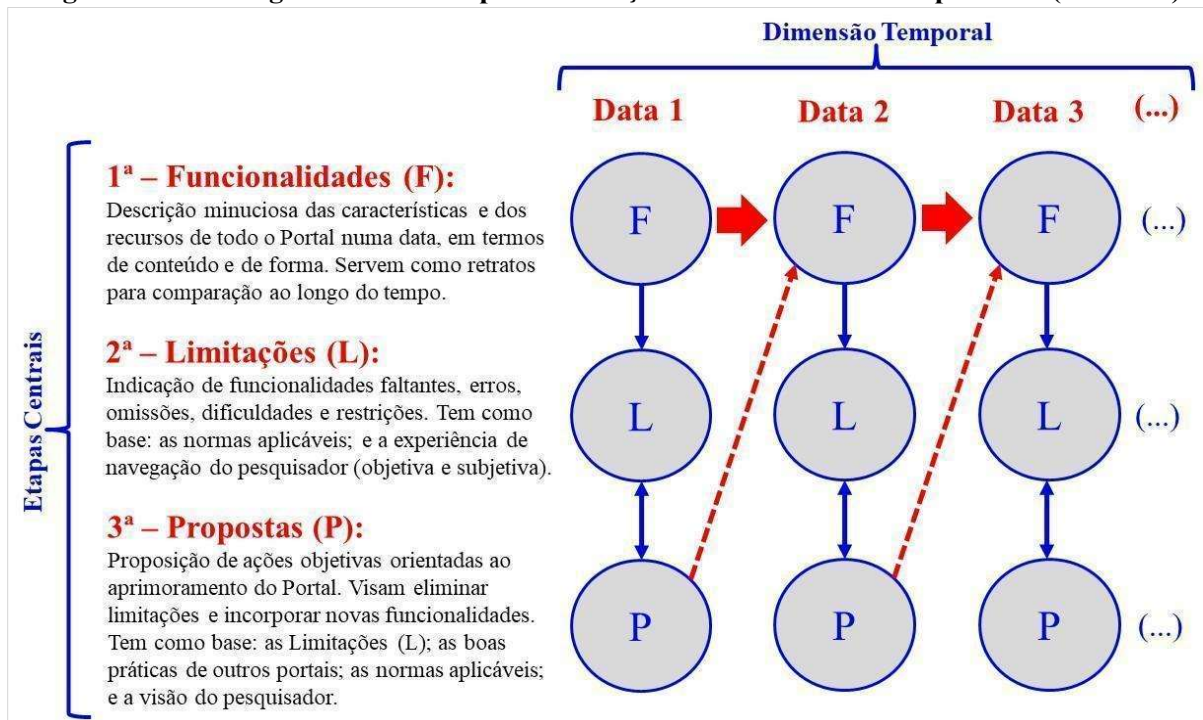 Dimensão Temporal
Data 1 Data 2 Data 3 (...)
Etapas Centrais
1ª – Funcionalidades (F):
Descrição minuciosa das características e dos
recursos de todo o Portal numa data, em termos
de conteúdo e de forma. Servem como retratos
para comparação ao longo do tempo.
F F F (...)
2ª – Limitações (L):
Indicação de funcionalidades faltantes, erros,
omissões, dificuldades e restrições. Tem como
base: as normas aplicáveis; e a experiência de
navegação do pesquisador (objetiva e subjetiva).
L L L (...)
3ª – Propostas (P):
Proposição de ações objetivas orientadas ao
aprimoramento do Portal. Visam eliminar
limitações e incorporar novas funcionalidades.
Tem como base: as Limitações (L); as boas
práticas de outros portais; as normas aplicáveis;
e a visão do pesquisador.
P P P (...)